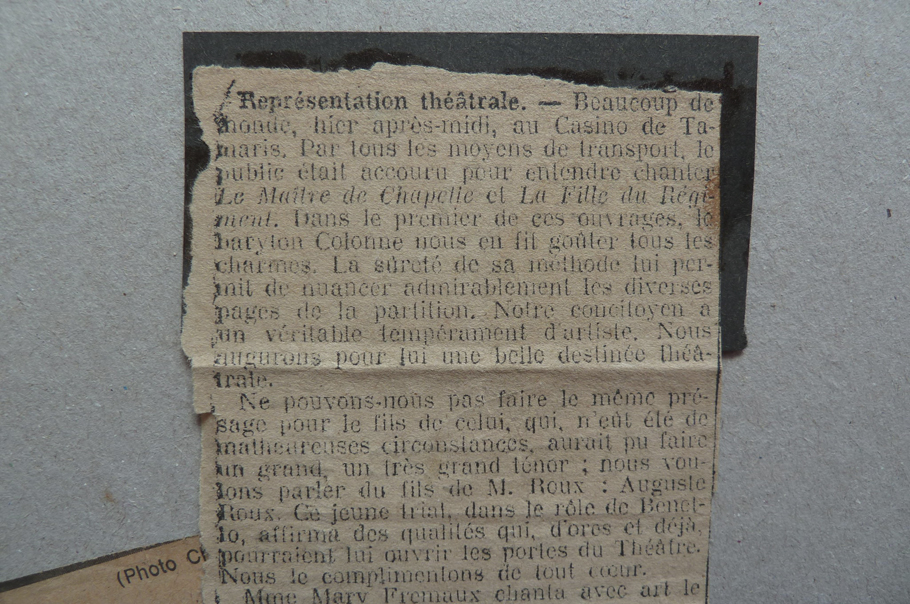 Représentation théâtrale. — Beaucoup de
monde, hier après-midi, au Casino de Ta-
maris. Par tous les moyens de transport, le
public était accouru pour entendre chanter
Le Maître de Chapelle et La Fille du Régi-
ment. Dans le premier de ces ouvrages, le
baryton Colonne nous en fit goûter tous les
charmes. La sûreté de sa méthode lui per-
mit de nuancer admirablement les diverses
pages de la partition. Notre concitoyen a
un véritable tempérament d'artiste. Nous
augurons pour lui une belle destinée théâ-
trale.
Ne pouvons-nous pas faire le même pré-
sage pour le fils de celui, qui, n'eût été de
malheureuses circonstances, aurait pu faire
un grand, un très grand ténor ; nous vou-
lons parler du fils de M. Roux : Auguste
Roux. Ce jeune trial, dans le rôle de Benet-
to, affirma des qualités qui, d'ores et déjà,
pourraient lui ouvrir les portes du Théâtre.
Nous le complimentons de tout cœur.
Mme Mary Fremaux chanta avec art le
(Photo